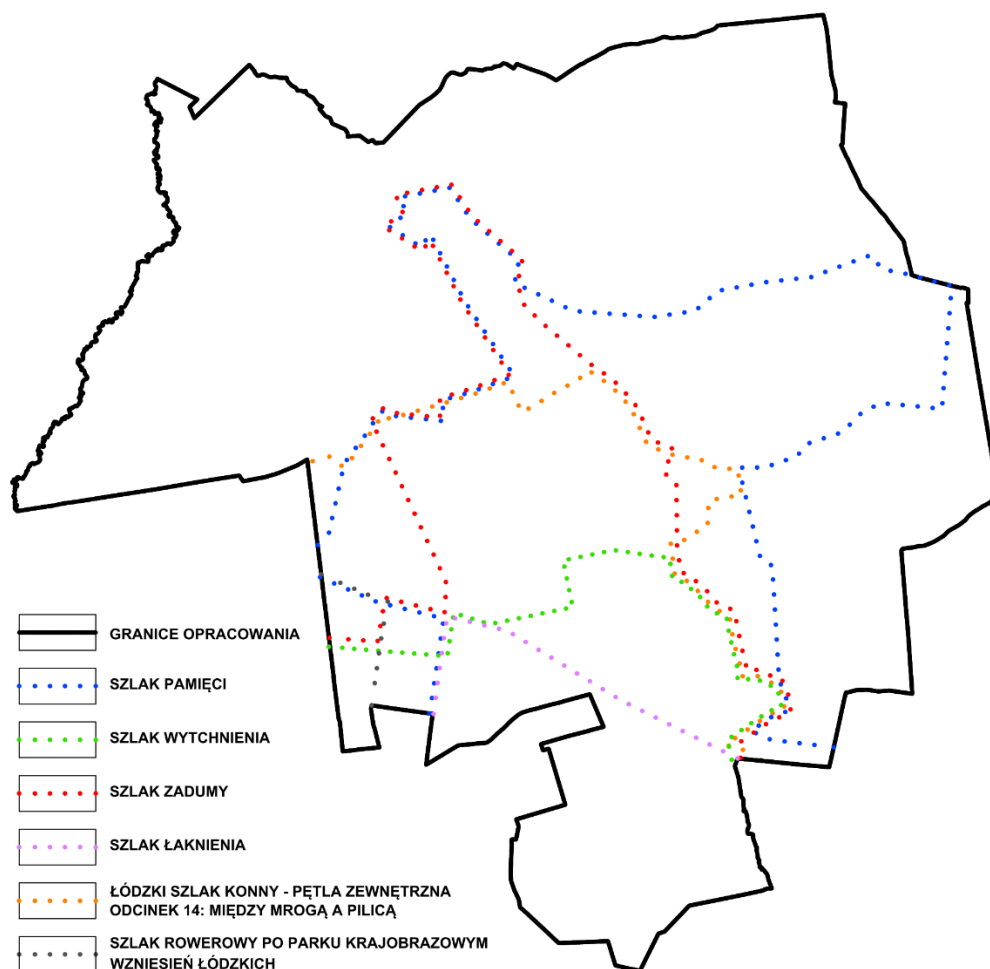 GRANICE OPRACOWANIA
SZLAK PAMIĘCI
SZLAK WYTCHNIENIA
SZLAK ZADUMY
SZLAK ŁAKNIENIA
ŁÓDZKI SZLAK KONNY - PĘTLA ZEWNĘTRZNA
ODCINEK 14: MIĘDZY MROGĄ A PILICĄ
SZLAK ROWEROWY PO PARKU KRAJOBRAZOWYM
WZNIESIEŃ ŁÓDZKICH